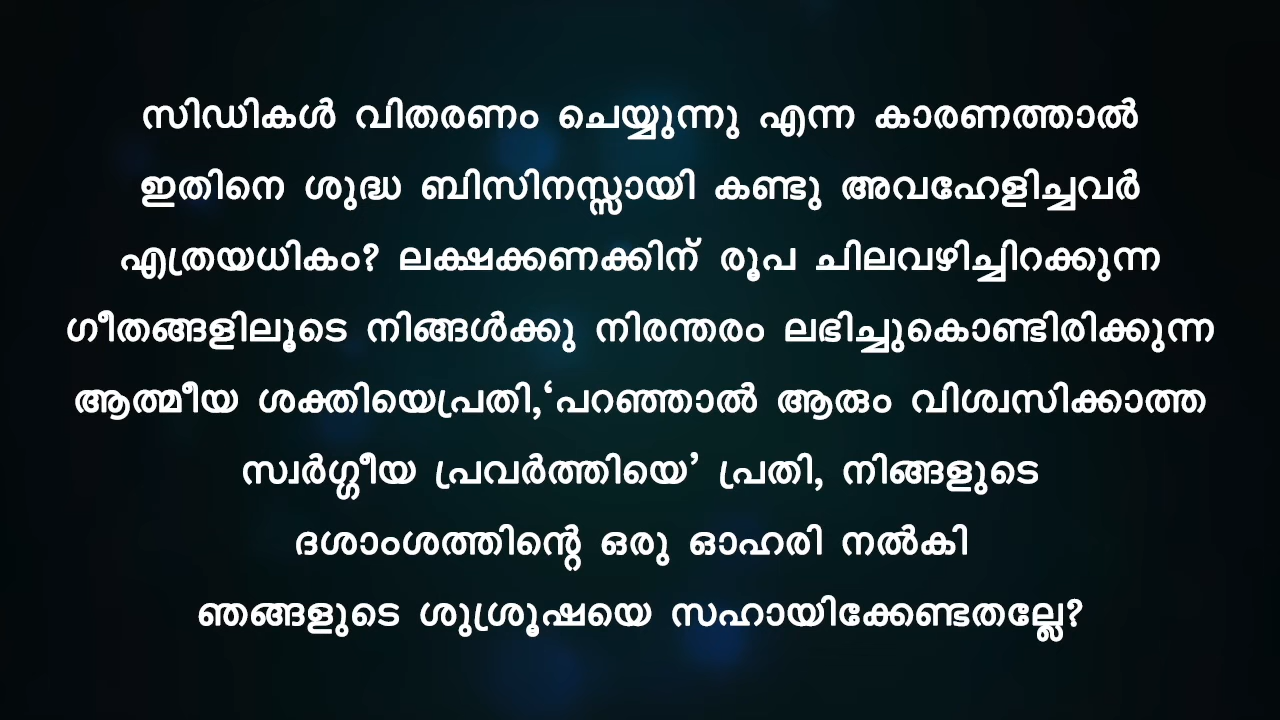 സിഡികൾ വിതരണം ചെയ്യുന്നു എന്ന കാരണത്താൽ
ഇതിനെ ശുദ്ധ ബിസിനസ്സായി കണ്ടു അവഹേളിച്ചവർ
എത്രയധികം? ലക്ഷക്കണക്കിന് രൂപ ചിലവഴിച്ചിറക്കുന്ന
ഗീതങ്ങളിലൂടെ നിങ്ങൾക്കു നിരന്തരം ലഭിച്ചുകൊണ്ടിരിക്കുന്ന
ആത്മീയ ശക്തിയെപ്രതി,‘പറഞ്ഞാൽ ആരും വിശ്വസിക്കാത്ത
സ്വർഗ്ഗീയ പ്രവർത്തിയെ’ പ്രതി, നിങ്ങളുടെ
ദശാംശത്തിന്റെ ഒരു ഓഹരി നൽകി
ഞങ്ങളുടെ ശുശ്രൂഷയെ സഹായിക്കേണ്ടതല്ലേ?